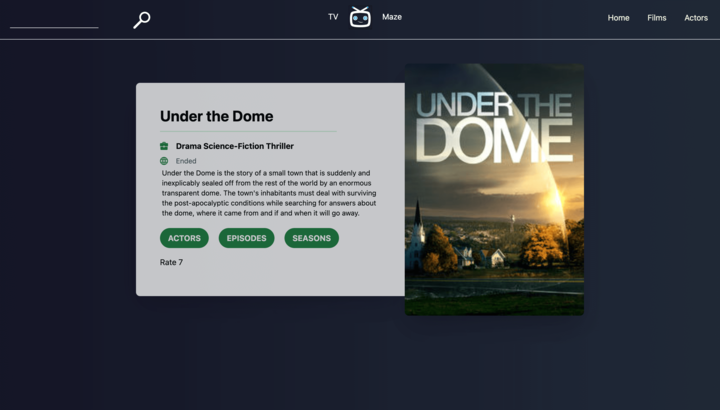 TV
Maze
Home
Films
Actors
Under the Dome
Drama Science-Fiction Thriller
Ended
Under the Dome is the story of a small town that is suddenly and
inexplicably sealed off from the rest of the world by an enormous
transparent dome. The town's inhabitants must deal with surviving
the post-apocalyptic conditions while searching for answers about
the dome, where it came from and if and when it will go away.
ACTORS
EPISODES
SEASONS
Rate 7
UNDER THE
DOME